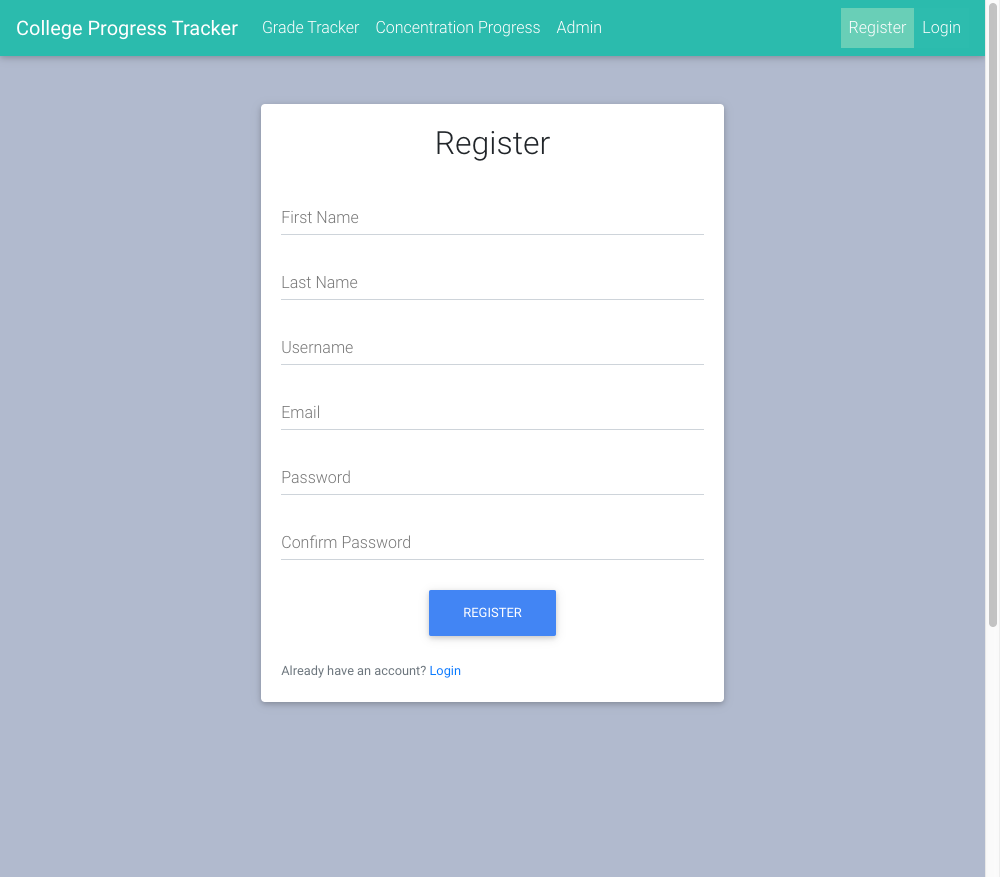 College Progress Tracker Grade Tracker Concentration Progress Admin Register Login
Register
First Name
Last Name
Username
Email
Password
Confirm Password
REGISTER
Already have an account? Login